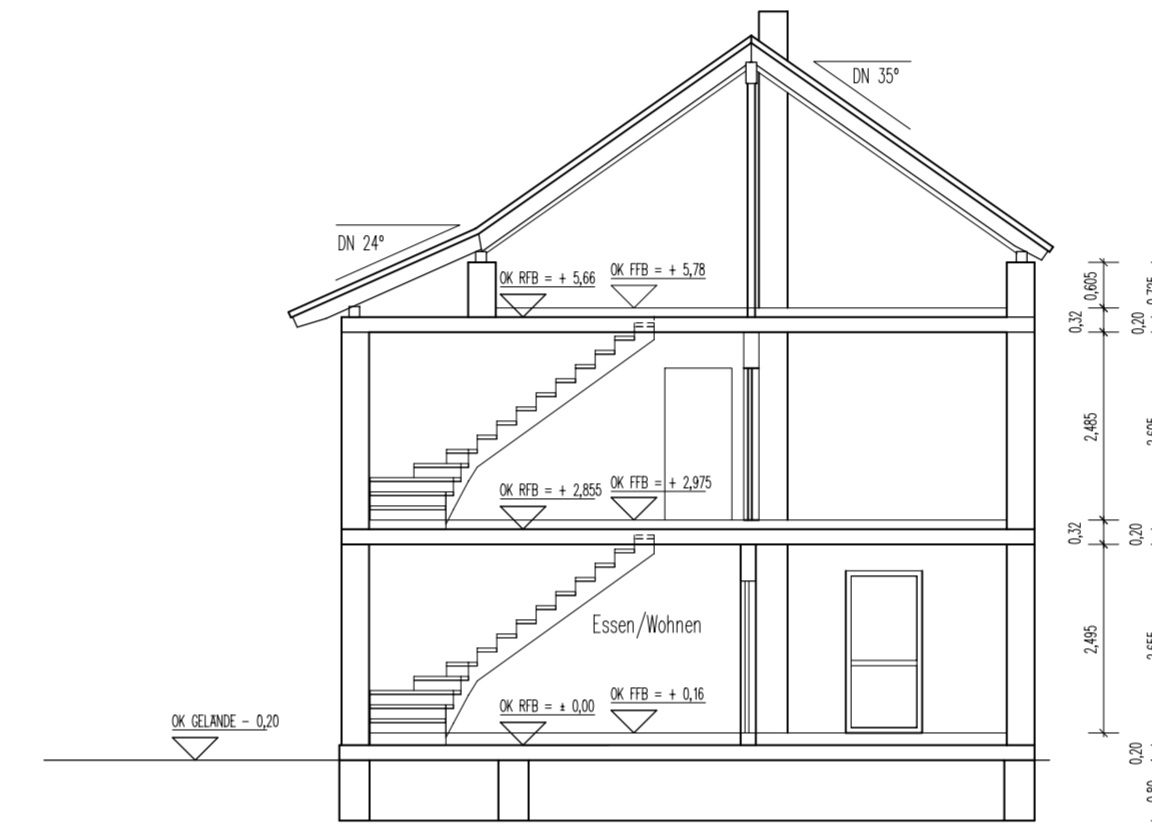 DN 35°
DN 24°
OK RFB = + 5,66
OK FFB = + 5,78
0,605
0,32
0,20
2,485
OK RFB = + 2,855
OK FFB = + 2,975
0,32
0,20
Essen/Wohnen
2,495
OK RFB = ± 0,00
OK FFB = + 0,16
OK GELÄNDE - 0,20
0,20